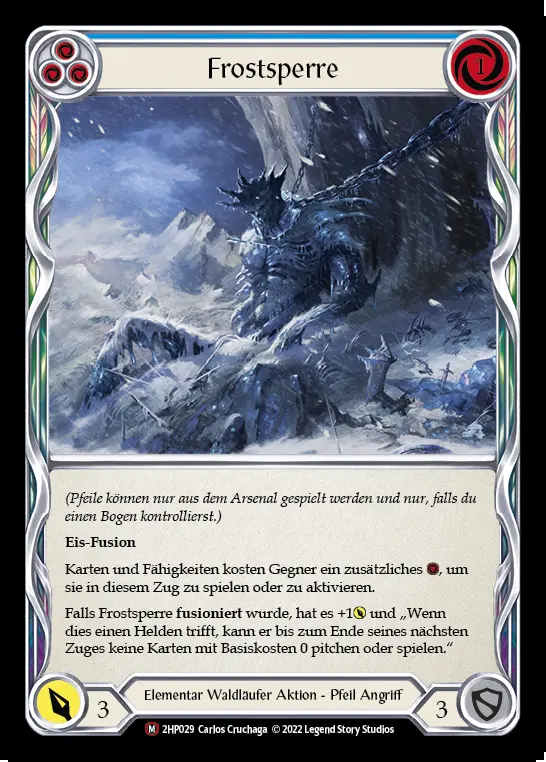 1
Frostsperre
(Pfeile können nur aus dem Arsenal gespielt werden und nur, falls du
einen Bogen kontrollierst.)
Eis-Fusion
Karten und Fähigkeiten kosten Gegner ein zusätzliches , um
sie in diesem Zug zu spielen oder zu aktivieren.
Falls Frostsperre fusioniert wurde, hat es +1 und „Wenn
dies einen Helden trifft, kann er bis zum Ende seines nächsten
Zuges keine Karten mit Basiskosten 0 pitchen oder spielen.“
3
Elementar Waldläufer Aktion - Pfeil Angriff
3
M 2HP029 Carlos Cruchaga © 2022 Legend Story Studios